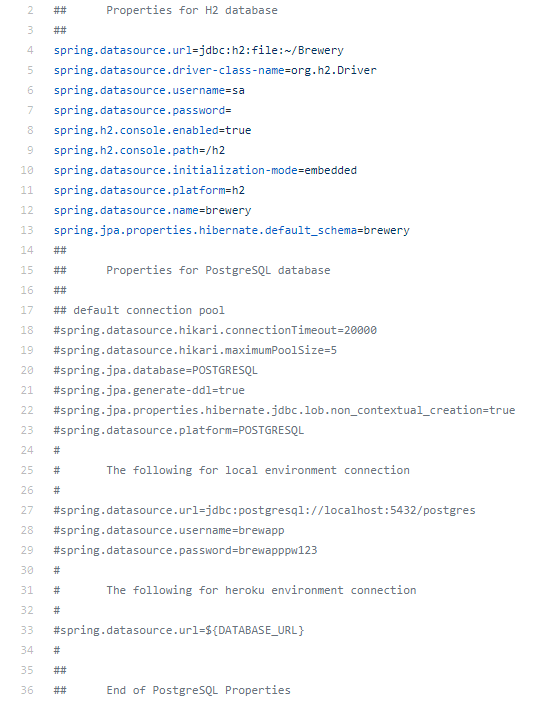 2 ## Properties for H2 database
3 ##
4 spring.datasource.url=jdbc:h2:file:~/Brewery
5 spring.datasource.driver-class-name=org.h2.Driver
6 spring.datasource.username=sa
7 spring.datasource.password=
8 spring.h2.console.enabled=true
9 spring.h2.console.path=/h2
10 spring.datasource.initialization-mode=embedded
11 spring.datasource.platform=h2
12 spring.datasource.name=brewery
13 spring.jpa.properties.hibernate.default_schema=brewery
14 ##
15 ## Properties for PostgreSQL database
16 ##
17 ## default connection pool
18 #spring.datasource.hikari.connectionTimeout=20000
19 #spring.datasource.hikari.maximumPoolSize=5
20 #spring.jpa.database=POSTGRESQL
21 #spring.jpa.generate-ddl=true
22 #spring.jpa.properties.hibernate.jdbc.lob.non_contextual_creation=true
23 #spring.datasource.platform=POSTGRESQL
24 #
25 # The following for local environment connection
26 #
27 #spring.datasource.url=jdbc:postgresql://localhost:5432/postgres
28 #spring.datasource.username=brewapp
29 #spring.datasource.password=brewapppw123
30 #
31 # The following for heroku environment connection
32 #
33 #spring.datasource.url=${DATABASE_URL}
34 #
35 ##
36 ## End of PostgreSQL Properties